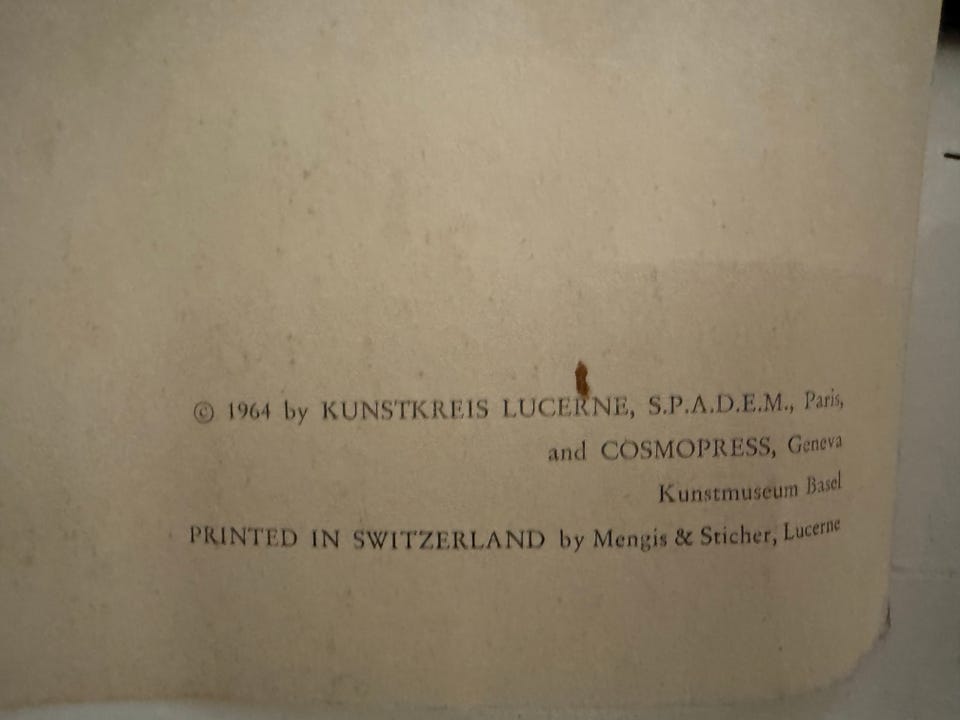 © 1964 by KUNSTKREIS LUCERNE, S.P.A.D.E.M., Paris,
and COSMOPRESS, Geneva
Kunstmuseum Basel
PRINTED IN SWITZERLAND by Mengis & Sticher, Lucerne